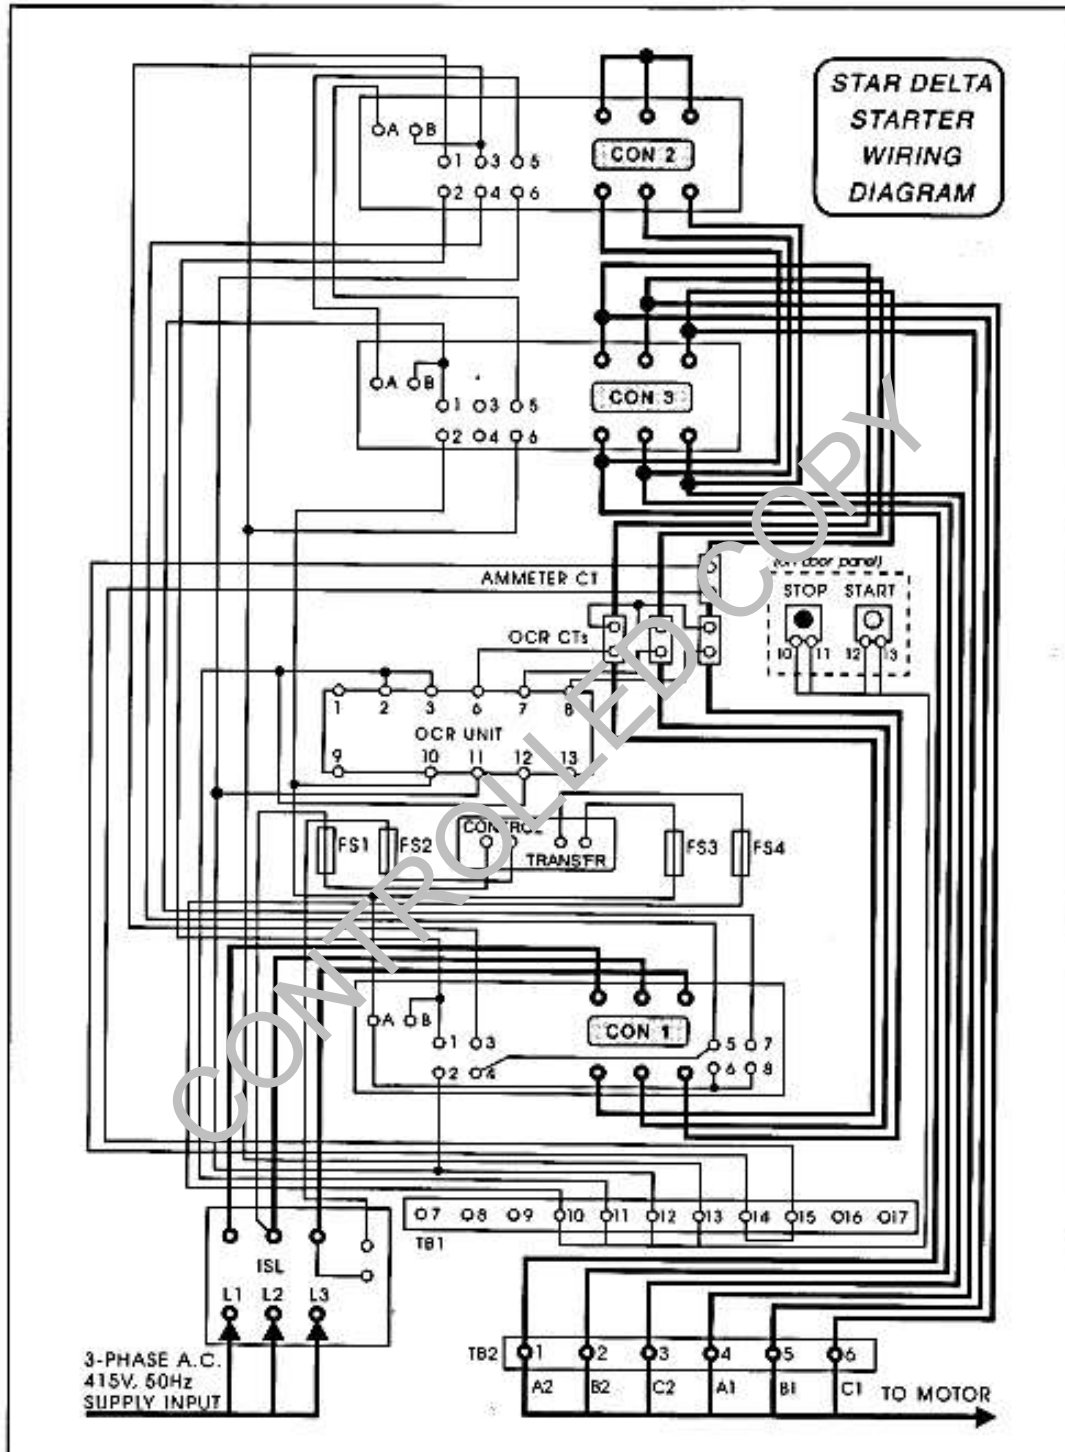 STAR DELTA
STARTER
WIRING
DIAGRAM
A B
1 3 5
CON 2
2 4 6
A B
1 3 5
CON 3
2 4 6
(on door panel)
AMMETER CT
STOP START
OCR CTs
10 11 12 13
1 2 3 6 7 8
OCR UNIT
9 10 11 12 13
CONTROL
FS1 FS2 FS3 FS4
TRANS'FR
A B
1 3
CON 1
5 7
2 4
6 8
7 8 9 10 11 12 13 14 15 16 17
TB1
ISL
L1 L2 L3
TB2 1 2 3 4 5 6
3-PHASE A.C.
415V, 50Hz
SUPPLY INPUT
A2 B2 C2 A1 B1 C1 TO MOTOR
CONTROLLED COPY